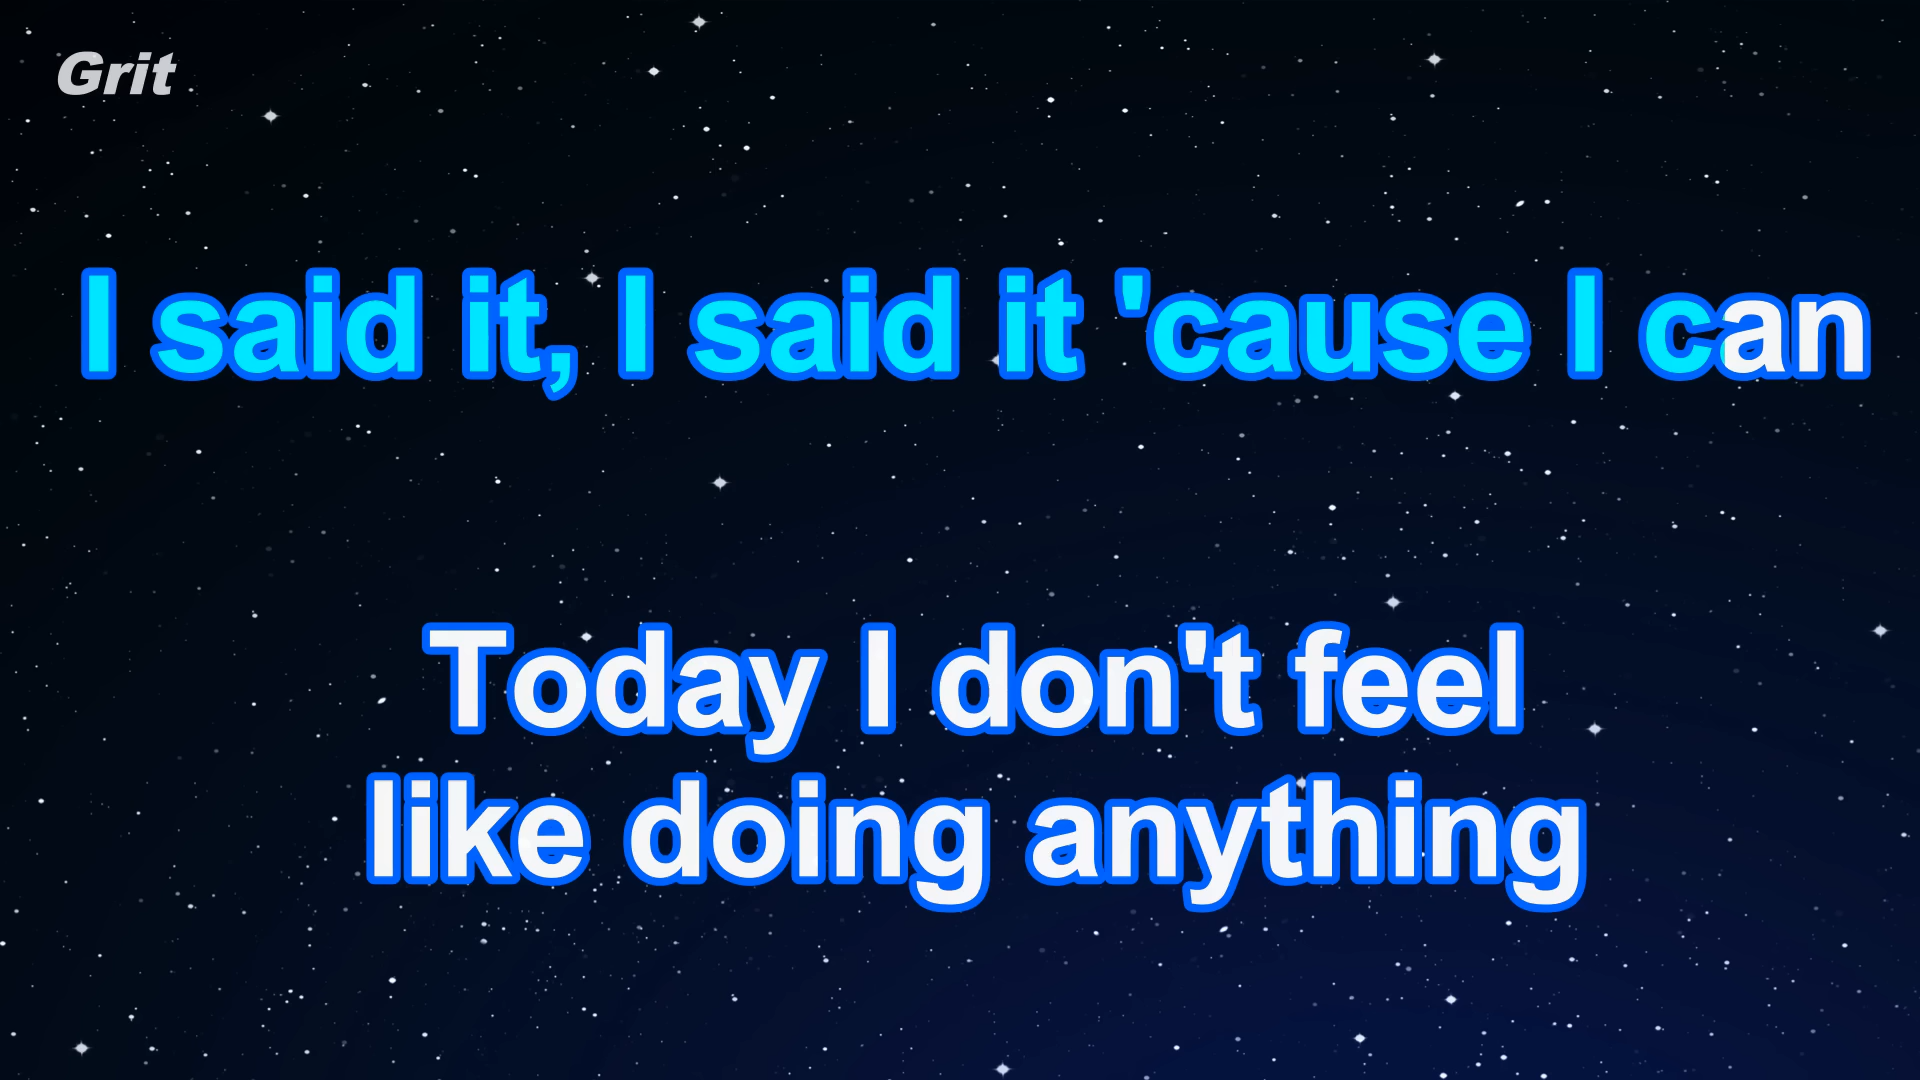 Grit
I said it, I said it 'cause I can
Today I don't feel
like doing anything